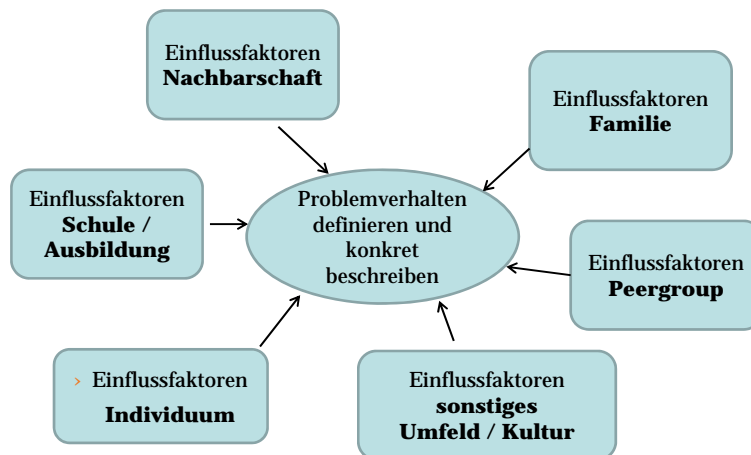 Einflussfaktoren
Nachbarschaft
Einflussfaktoren
Familie
Einflussfaktoren
Schule /
Ausbildung
Problemverhalten
definieren und
konkret
beschreiben
Einflussfaktoren
Peergroup
› Einflussfaktoren
Individuum
Einflussfaktoren
sonstiges
Umfeld / Kultur